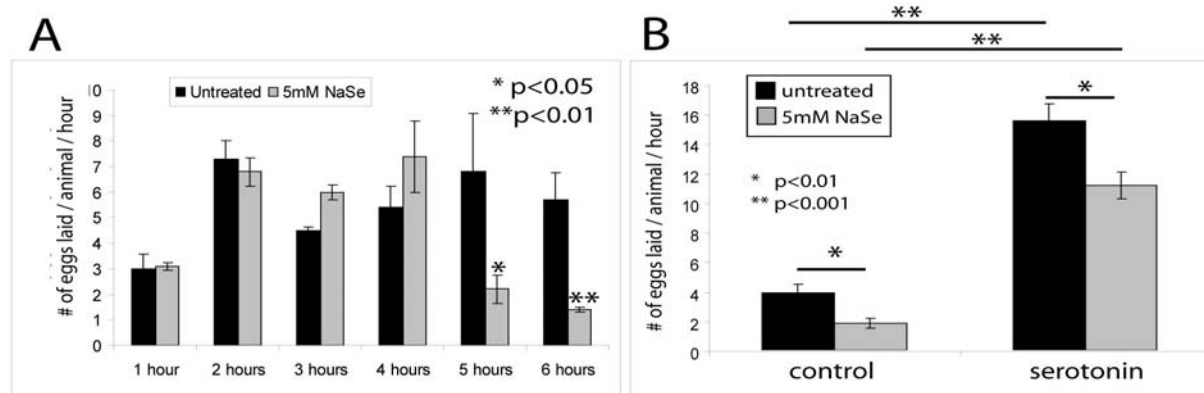 A
Untreated 5mM NaSe
* p<0.05
**p<0.01
# of eggs laid / animal / hour
10
9
8
7
6
5
4
3
2
1
0
*
**
1 hour 2 hours 3 hours 4 hours 5 hours 6 hours
B
**
**
untreated
5mM NaSe
* p<0.01
** p<0.001
# of eggs laid / animal / hour
18
16
14
12
10
8
6
4
2
0
*
*
control serotonin